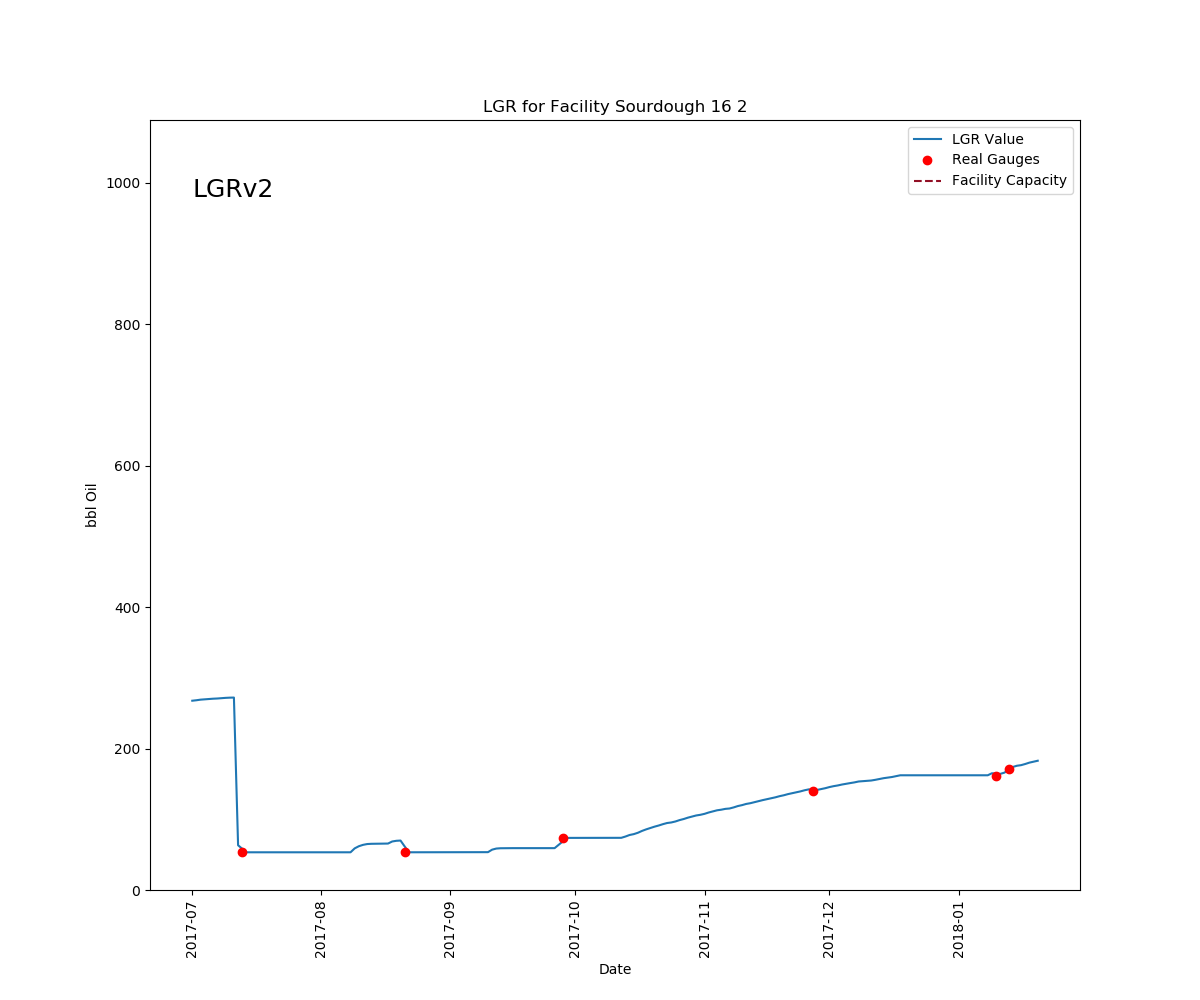 LGR for Facility Sourdough 16 2
LGRv2
LGR Value
Real Gauges
Facility Capacity
1000
800
600
400
200
0
bbl Oil
2017-07
2017-08
2017-09
2017-10
2017-11
2017-12
2018-01
Date